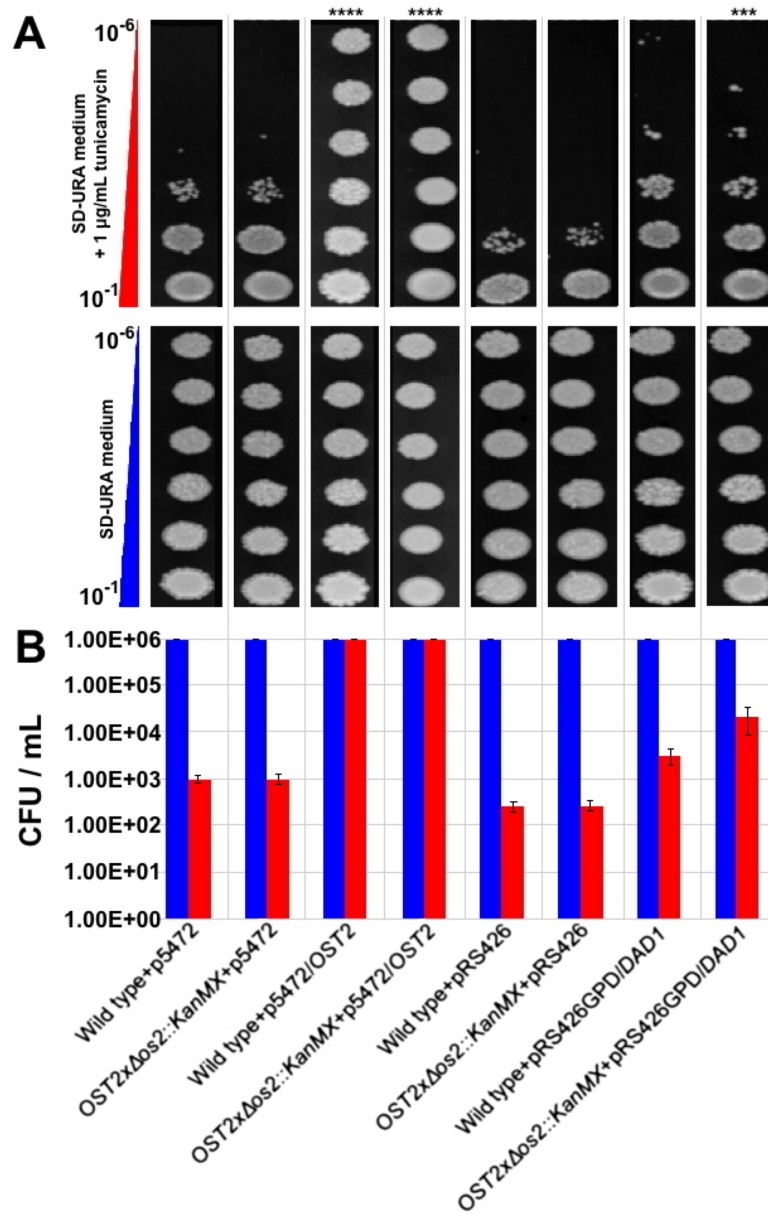 A
**** **** ***
10-6
SD-URA medium
+ 1 µg/mL tunicamycin
10-1
10-6
SD-URA medium
10-1
B
CFU / mL
1.00E+06
1.00E+05
1.00E+04
1.00E+03
1.00E+02
1.00E+01
1.00E+00
Wild type+p5472
OST2xΔos2::KanMX+p5472
Wild type+p5472/OST2
OST2xΔos2::KanMX+p5472/OST2
Wild type+pRS426
OST2xΔos2::KanMX+pRS426
Wild type+pRS426GPD/DAD1
OST2xΔos2::KanMX+pRS426GPD/DAD1